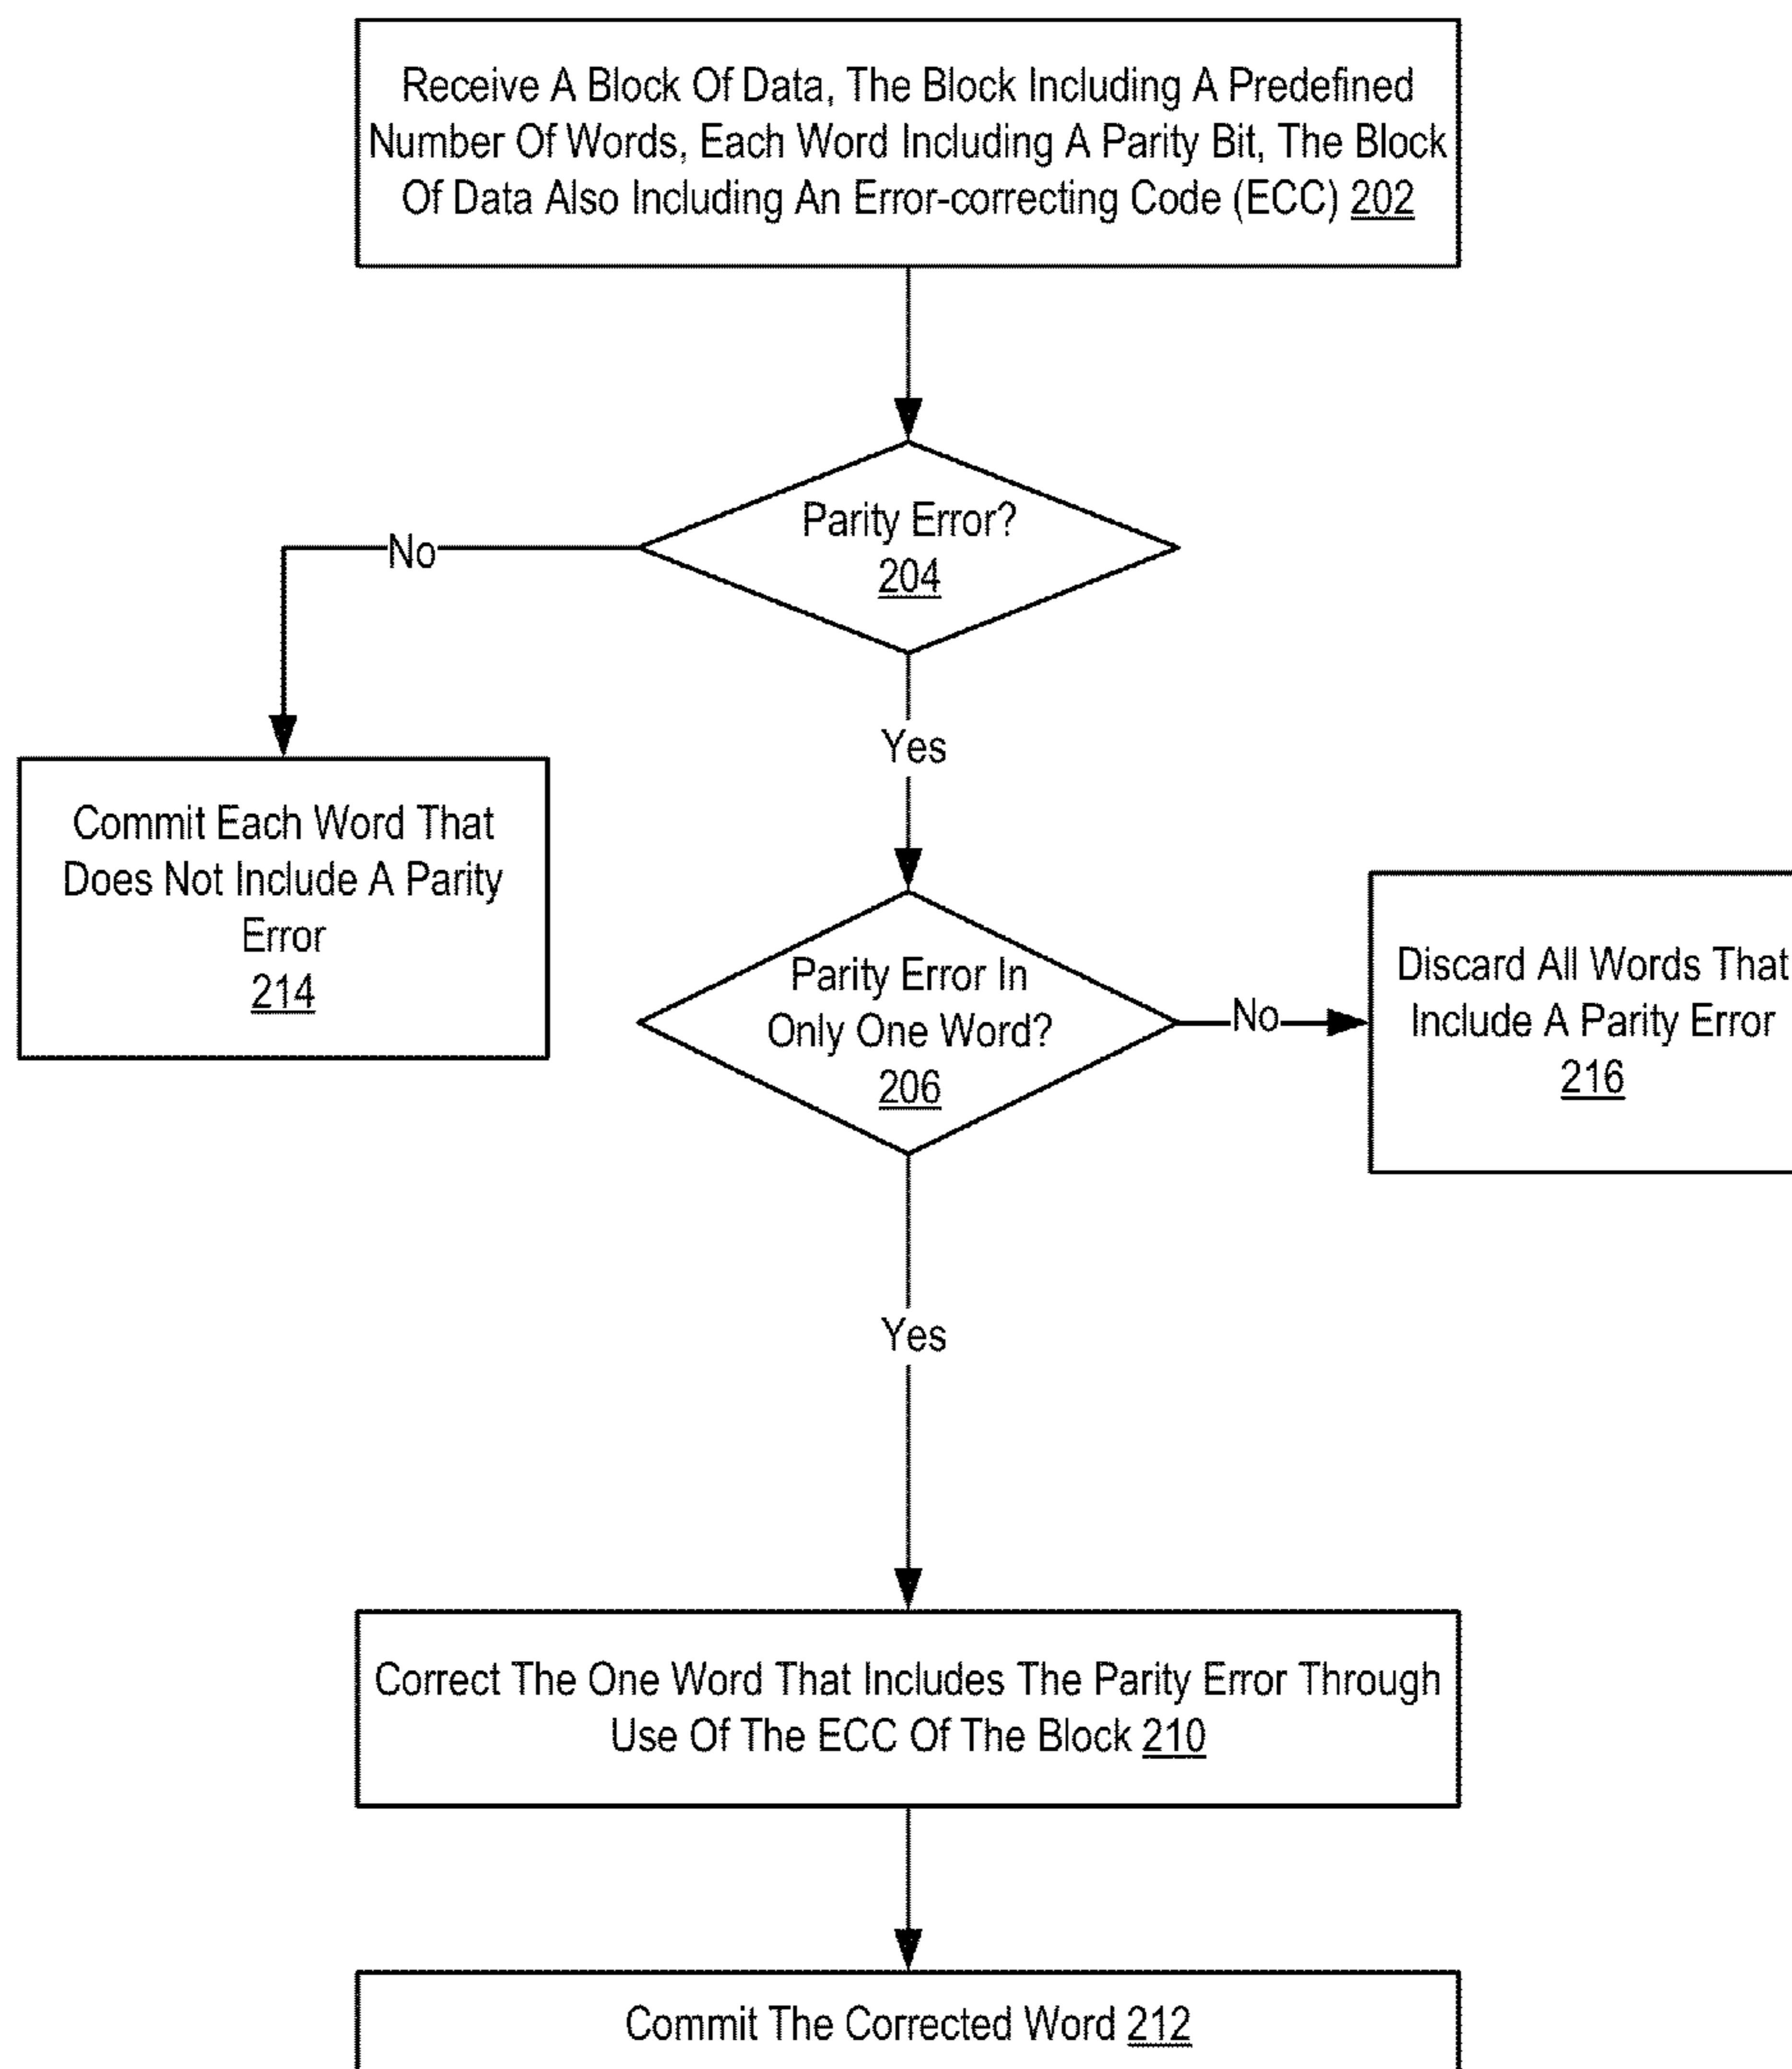 Receive A Block Of Data, The Block Including A Predefined
Number Of Words, Each Word Including A Parity Bit, The Block
Of Data Also Including An Error-correcting Code (ECC) 202
Parity Error?
204
No
Yes
Commit Each Word That
Does Not Include A Parity
Error
214
Parity Error In
Only One Word?
206
No
Discard All Words That
Include A Parity Error
216
Yes
Correct The One Word That Includes The Parity Error Through
Use Of The ECC Of The Block 210
Commit The Corrected Word 212